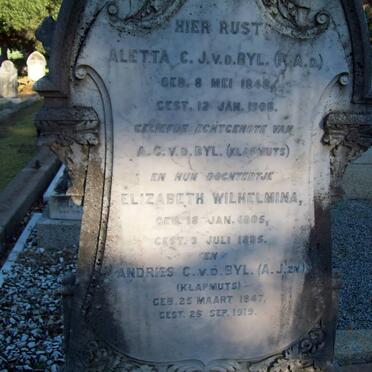 HIER RUST
ALETTA C. J. V. D. BYL.
GEB. 8 MEI 1848,
GEST. 12 JAN. 1908.
GELIEFDE ECHTGENOTE VAN
A. C. V. D. BYL. (KLAPMUTS)
EN HUN DOCHTERTJE
ELIZABETH WILHELMINA,
GEB. 18 JAN. 1885,
GEST. 3 JULI 1885.
EN
ANDRIES C. V. D. BYL. (A. J. ZN)
(KLAPMUTS)
GEB. 25 MAART 1847,
GEST. 26 SEP. 1919.